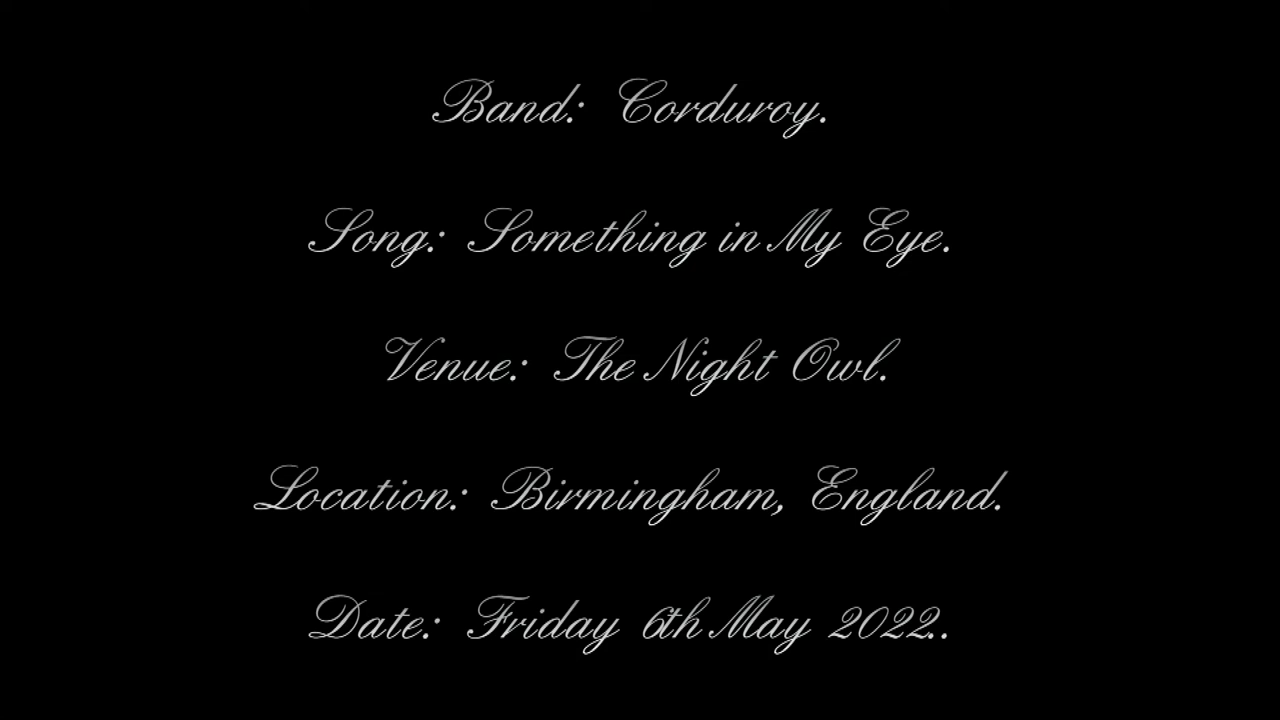 Band: Corduroy.
Song: Something in My Eye.
Venue: The Night Owl.
Location: Birmingham, England.
Date: Friday 6th May 2022..